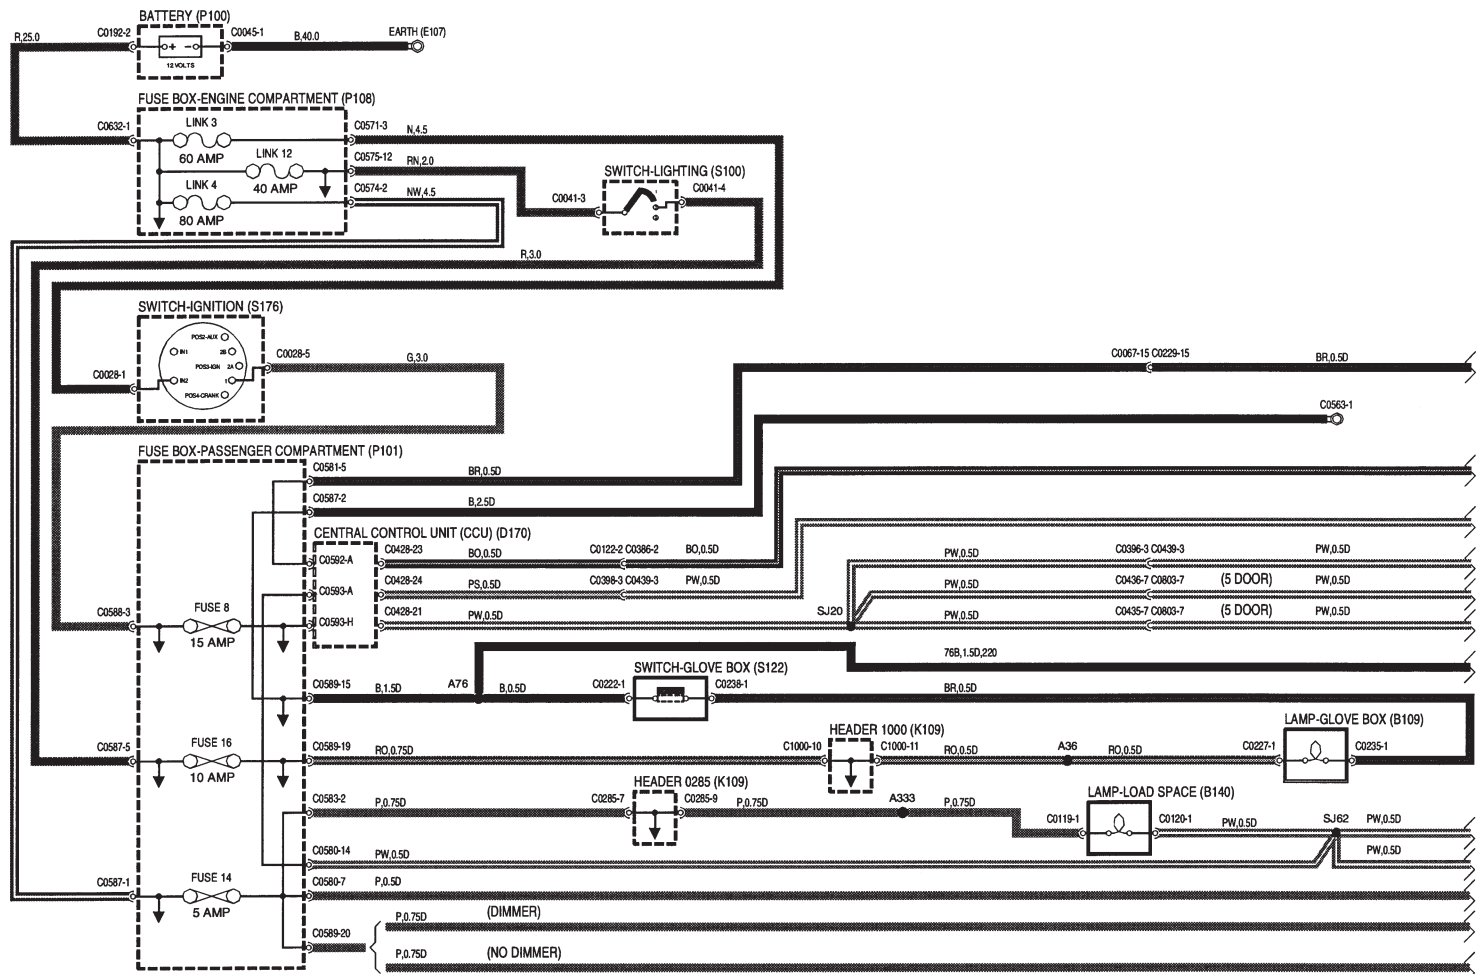 BATTERY (P100)
R,25.0
C0192-2
+ -
12 VOLTS
C0045-1
B,40.0
EARTH (E107)
FUSE BOX-ENGINE COMPARTMENT (P108)
C0632-1
LINK 3
60 AMP
C0571-3
N,4.5
LINK 12
40 AMP
C0575-12
RN,2.0
LINK 4
80 AMP
C0574-2
NW,4.5
SWITCH-LIGHTING (S100)
C0041-3
C0041-4
R,3.0
SWITCH-IGNITION (S176)
POS2-AUX
IN1
2B
POS3-IGN
2A
IN2
1
POS4-CRANK
C0028-1
C0028-5
G,3.0
C0067-15 C0229-15
BR,0.5D
C0563-1
FUSE BOX-PASSENGER COMPARTMENT (P101)
C0581-5
BR,0.5D
C0587-2
B,2.5D
CENTRAL CONTROL UNIT (CCU) (D170)
C0592-A
C0428-23
BO,0.5D
C0122-2 C0386-2
BO,0.5D
PW,0.5D
C0396-3 C0439-3
PW,0.5D
C0593-A
C0428-24
PS,0.5D
C0398-3 C0439-3
PW,0.5D
C0436-7 C0803-7
(5 DOOR)
PW,0.5D
C0588-3
FUSE 8
15 AMP
C0593-H
C0428-21
PW,0.5D
SJ20
PW,0.5D
C0435-7 C0803-7
(5 DOOR)
PW,0.5D
76B,1.5D,220
C0589-15
B,1.5D
A76
B,0.5D
SWITCH-GLOVE BOX (S122)
C0222-1
C0238-1
BR,0.5D
C0587-5
FUSE 16
10 AMP
C0589-19
RO,0.75D
HEADER 1000 (K109)
C1000-10
C1000-11
RO,0.5D
A36
RO,0.5D
LAMP-GLOVE BOX (B109)
C0227-1
C0235-1
HEADER 0285 (K109)
C0583-2
P,0.75D
C0285-7
C0285-9
P,0.75D
A333
P,0.75D
LAMP-LOAD SPACE (B140)
C0119-1
C0120-1
PW,0.5D
SJ62
PW,0.5D
C0580-14
PW,0.5D
PW,0.5D
C0587-1
FUSE 14
5 AMP
C0580-7
P,0.5D
P,0.75D
(DIMMER)
C0589-20
P,0.75D
(NO DIMMER)